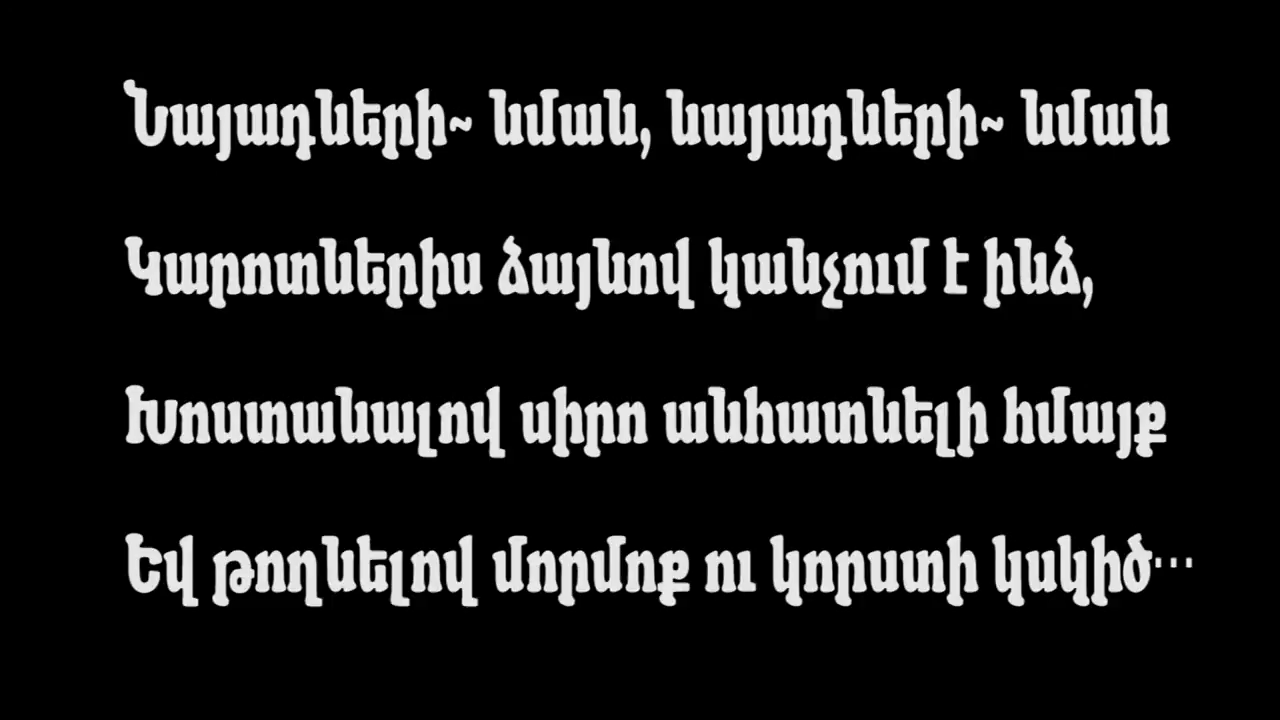 Նայադների~ նման, նայադների~ նման
Կարոտներիս ձայնով կանչում է ինձ,
Խոստանալով սիրո անհատնելի հմայք
Եվ թողնելով մորմոք ու կորստի կսկիծ...